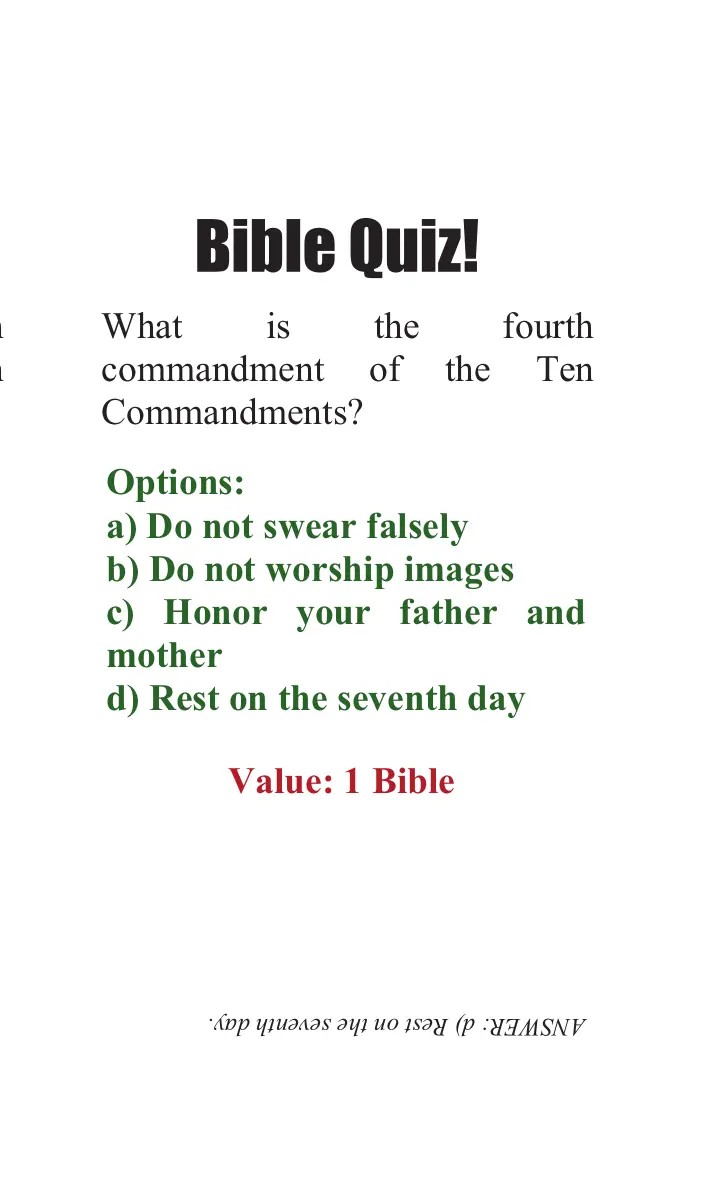 Bible Quiz!
What is the fourth
commandment of the Ten
Commandments?
Options:
a) Do not swear falsely
b) Do not worship images
c) Honor your father and
mother
d) Rest on the seventh day
Value: 1 Bible
ANSWER: d) Rest on the seventh day.